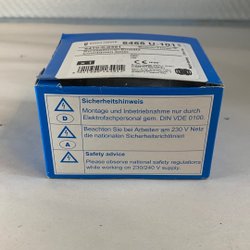 6466 U-101
Sicherheitshinweis
Montage und Inbetriebnahme nur durch
Elektrofachpersonal gem. DIN VDE 0100.
D
Beachten Sie bei Arbeiten am 230 V Netz
die nationalen Sicherheitsrichtlinien.
A
Safety advice
Please observe national safety regulations
while working on 230/240 V supply.